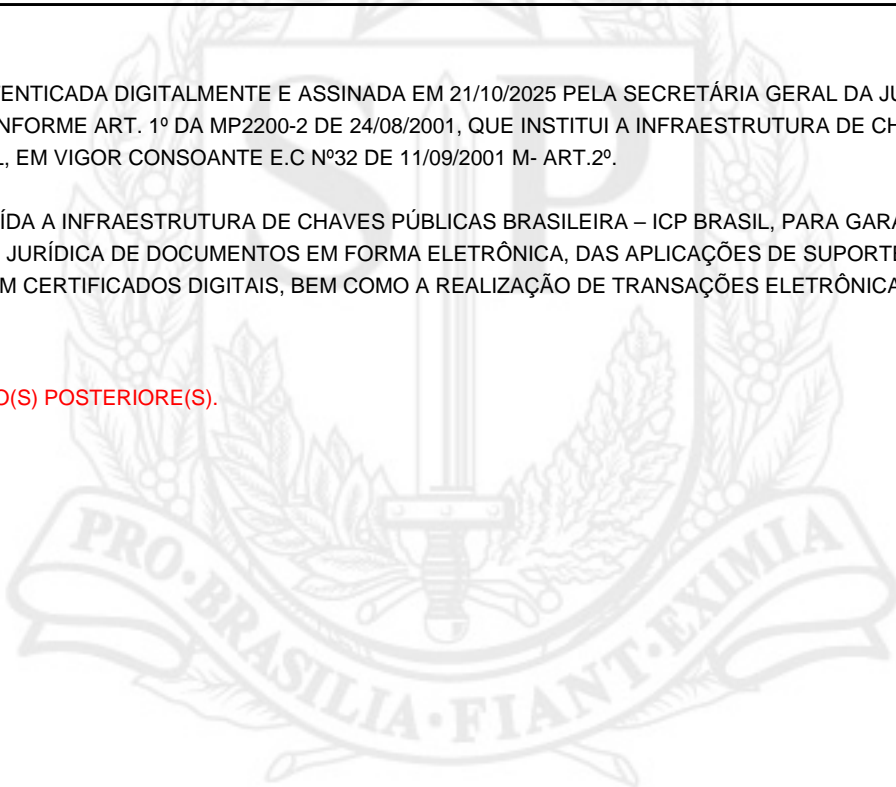 ENTICADA DIGITALMENTE E ASSINADA EM 21/10/2025 PELA SECRETÁRIA GERAL DA JU
NFORME ART. 1º DA MP2200-2 DE 24/08/2001, QUE INSTITUI A INFRAESTRUTURA DE CH
L, EM VIGOR CONSOANTE E.C Nº32 DE 11/09/2001 M- ART.2º.
ÍDA A INFRAESTRUTURA DE CHAVES PÚBLICAS BRASILEIRA – ICP BRASIL, PARA GARA
JURÍDICA DE DOCUMENTOS EM FORMA ELETRÔNICA, DAS APLICAÇÕES DE SUPORTE
M CERTIFICADOS DIGITAIS, BEM COMO A REALIZAÇÃO DE TRANSAÇÕES ELETRÔNICA
O(S) POSTERIORE(S).
SP
PRO·BRASILIA·FIANT·EXIMIA